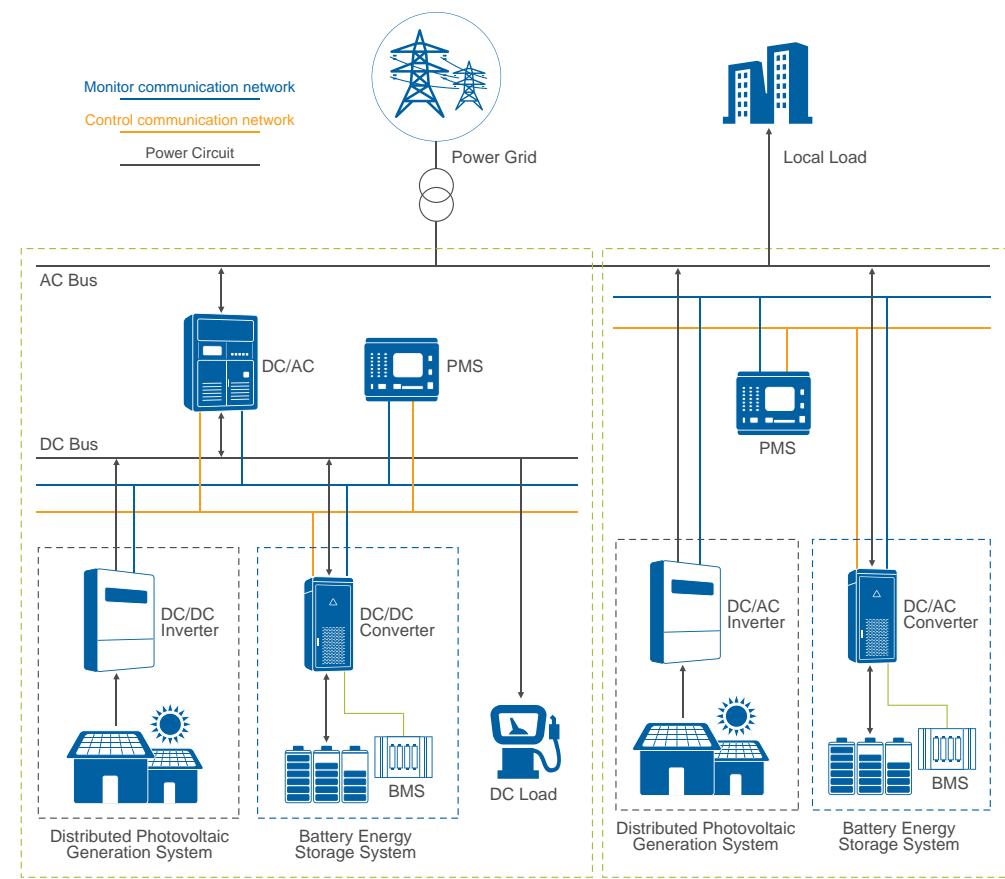 Monitor communication network
Control communication network
Power Circuit
Power Grid
Local Load
AC Bus
DC/AC
PMS
DC Bus
DC/DC
Inverter
DC/DC
Converter
BMS
DC Load
Distributed Photovoltaic
Generation System
Battery Energy
Storage System
PMS
DC/AC
Inverter
DC/AC
Converter
BMS
Distributed Photovoltaic
Generation System
Battery Energy
Storage System